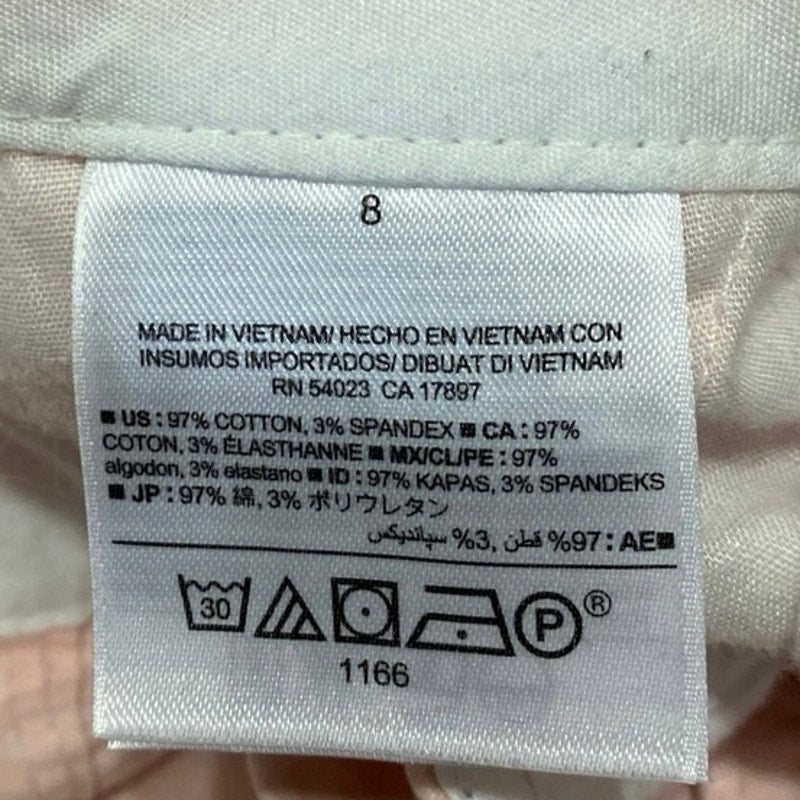 8
MADE IN VIETNAM/ HECHO EN VIETNAM CON
INSUMOS IMPORTADOS/ DIBUAT DI VIETNAM
RN 54023 CA 17897
■ US : 97% COTTON, 3% SPANDEX ■ CA : 97%
COTON, 3% ÉLASTHANNE ■ MX/CL/PE : 97%
algodon, 3% elastano ■ ID : 97% KAPAS, 3% SPANDEKS
■ JP : 97% 綿, 3% ポリウレタン
■AE : 97% قطن, 3% سپاندیکس
30
P ®
1166